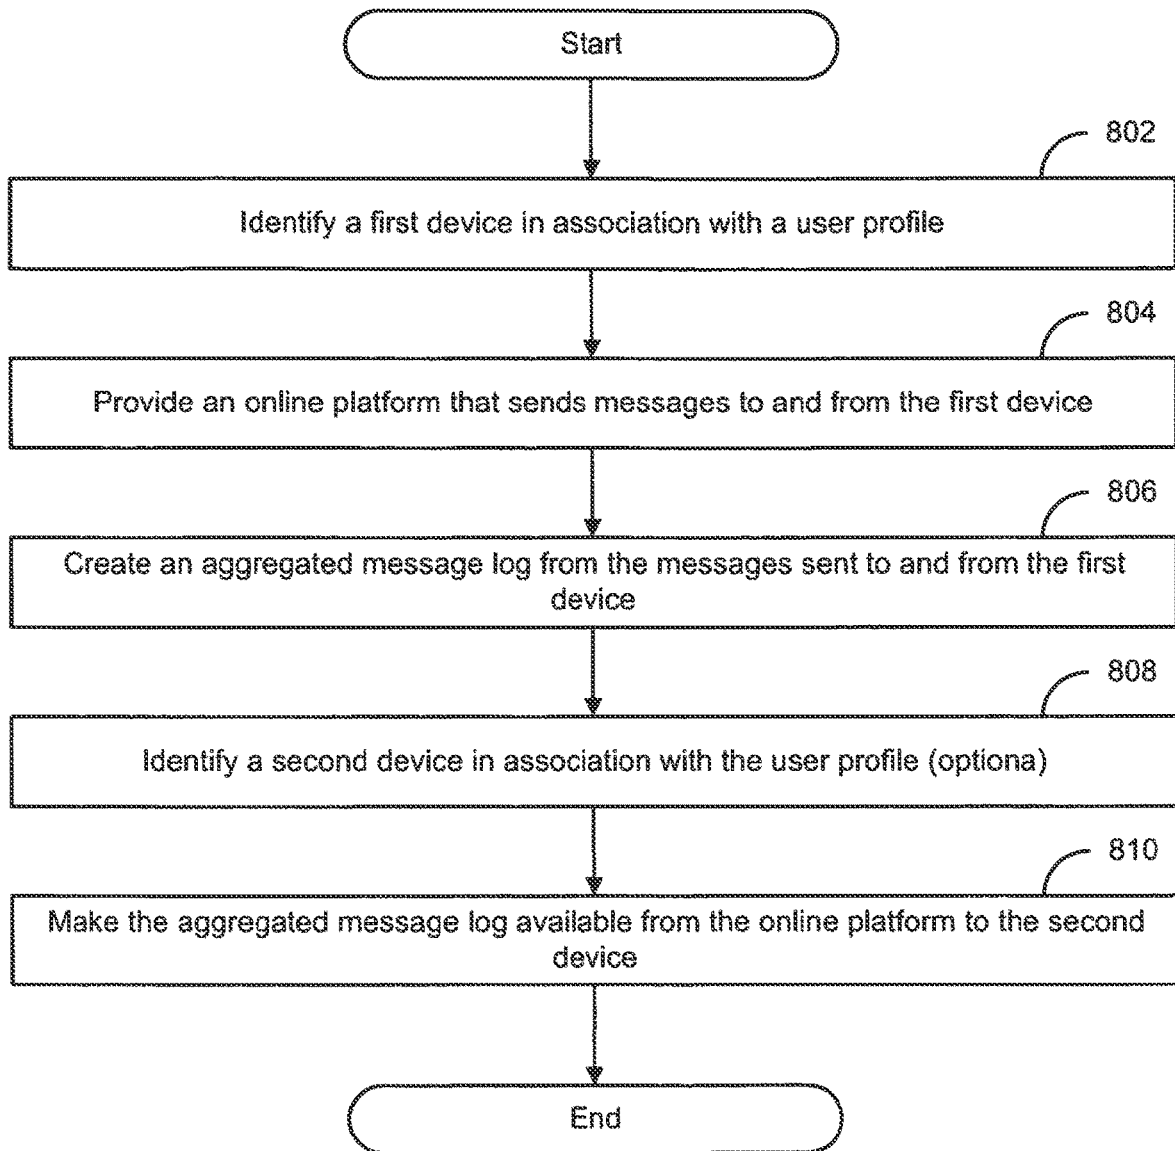 Start
802
Identify a first device in association with a user profile
804
Provide an online platform that sends messages to and from the first device
806
Create an aggregated message log from the messages sent to and from the first
device
808
Identify a second device in association with the user profile (optiona)
810
Make the aggregated message log available from the online platform to the second
device
End